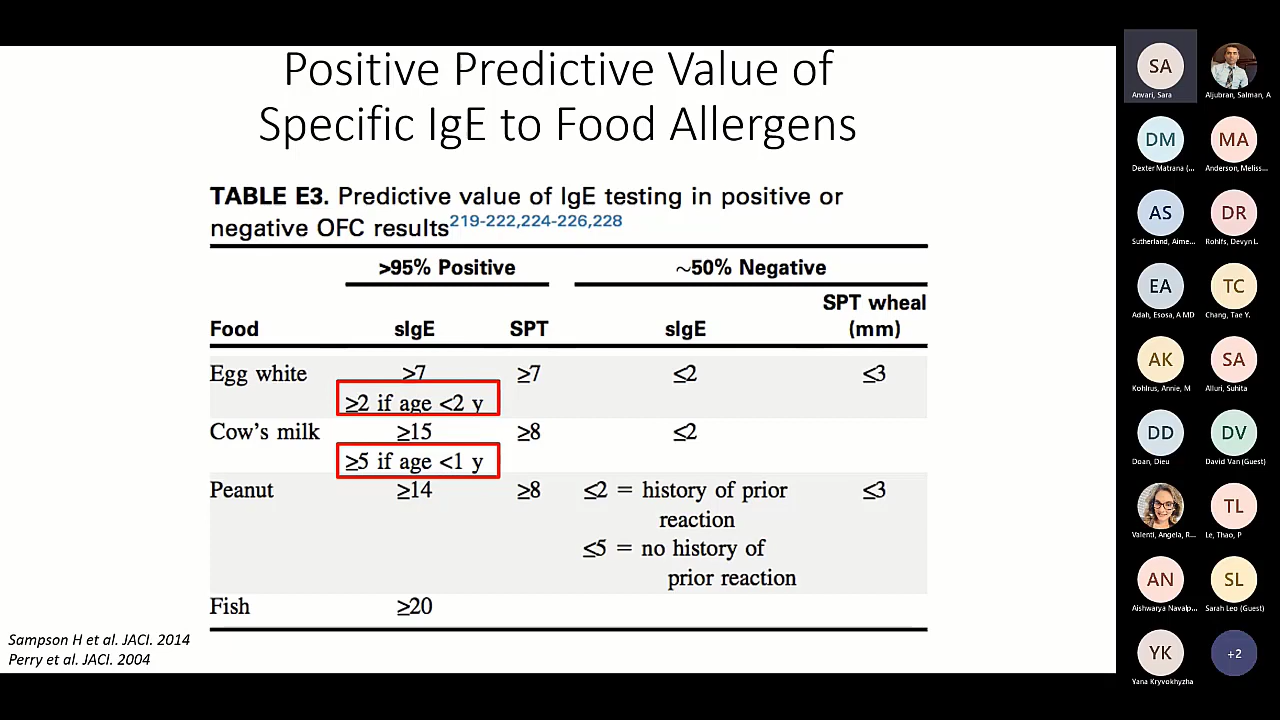 Positive Predictive Value of
Specific IgE to Food Allergens
TABLE E3. Predictive value of IgE testing in positive or
negative OFC results219-222,224-226,228
>95% Positive ~50% Negative
SPT wheal
Food sIgE SPT sIgE (mm)
Egg white ≥7 ≥7 ≤2 ≤3
≥2 if age <2 y
Cow's milk ≥15 ≥8 ≤2
≥5 if age <1 y
Peanut ≥14 ≥8 ≤2 = history of prior ≤3
reaction
≤5 = no history of
prior reaction
Fish ≥20
Sampson H et al. JACI. 2014
Perry et al. JACI. 2004
SA
Anvari, Sara Aljubran, Salman, A
DM MA
Dexter Matrana (... Anderson, Meliss...
AS DR
Sutherland, Aime... Rohlfs, Devyn L.
EA TC
Adah, Esosa, A MD Chang, Tae Y.
AK SA
Kohlrus, Annie, M Alluri, Suhita
DD DV
Doan, Dieu David Van (Guest)
TL
Valenti, Angela, R... Le, Thao, P
AN SL
Aishwarya Navalp... Sarah Leo (Guest)
YK +2
Yana Kryvokhyzha